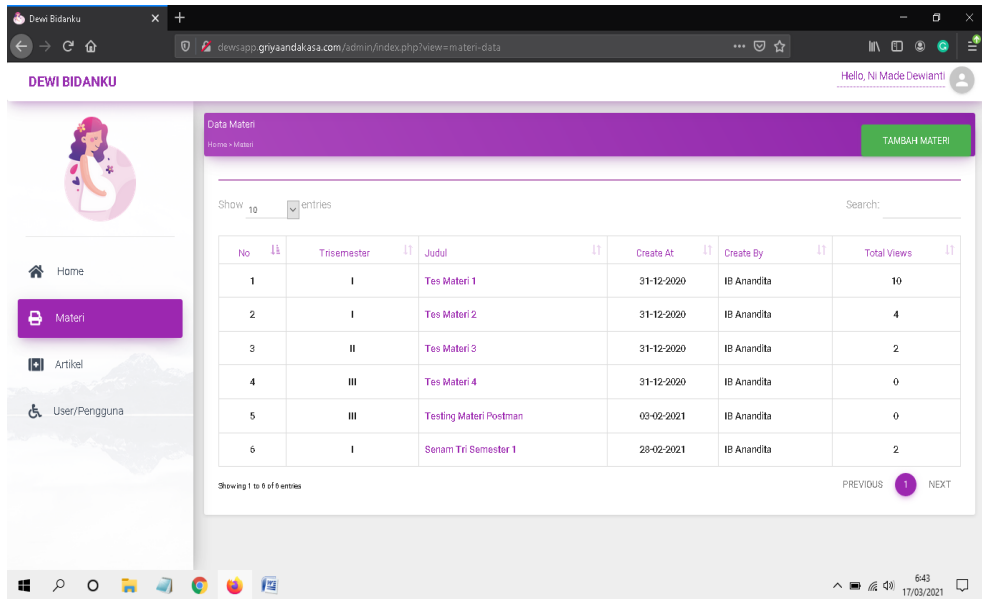 Dewi Bidanku
dewsapp.griyaandakasa.com/admin/index.php?view=materi-data
DEWI BIDANKU
Hello, Ni Made Dewianti
Data Materi
Home > Materi
TAMBAH MATERI
Show 10 entries
Search:
No Trisemester Judul Create At Create By Total Views
1 I Tes Materi 1 31-12-2020 IB Anandita 10
2 I Tes Materi 2 31-12-2020 IB Anandita 4
3 II Tes Materi 3 31-12-2020 IB Anandita 2
4 III Tes Materi 4 31-12-2020 IB Anandita 0
5 III Testing Materi Postman 03-02-2021 IB Anandita 0
6 I Senam Tri Semester 1 28-02-2021 IB Anandita 2
Showing 1 to 6 of 6 entries
PREVIOUS 1 NEXT
Home
Materi
Artikel
User/Pengguna
6:43
17/03/2021